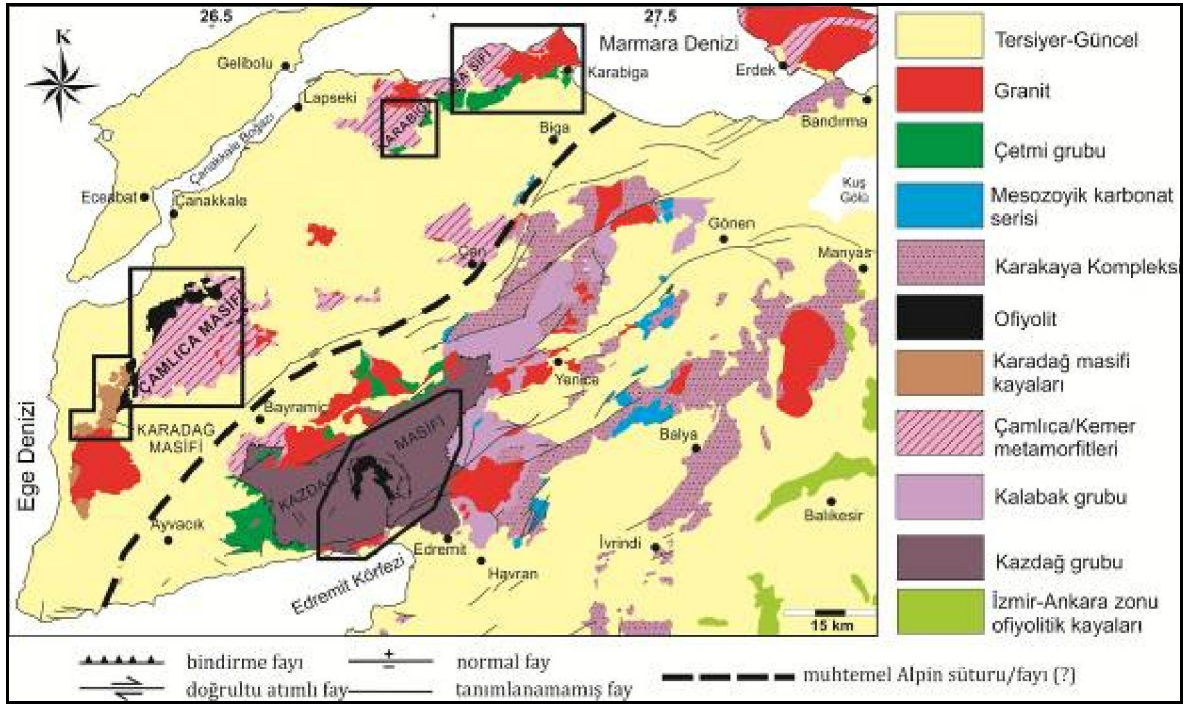 26.5
27.5
K
Marmara Denizi
Gelibolu
Karabiga
Erdek
Lapseki
Bandırma
Biga
Çanakkale Boğazı
Eceabat
Çanakkale
Kuş
Gölü
Gönen
Çan
Manyas
ÇAMLICA MASİFİ
Yenice
Bayramiç
KARADAĞ
MASİFİ
Balya
KAZDAĞ MASİFİ
Ege Denizi
Balıkesir
Ayvacık
Edremit
İvrindi
Havran
Edremit Körfezi
15 km
Tersiyer-Güncel
Granit
Çetmi grubu
Mesozoyik karbonat
serisi
Karakaya Kompleksi
Ofiyolit
Karadağ masifi
kayaları
Çamlıca/Kemer
metamorfitleri
Kalabak grubu
Kazdağ grubu
İzmir-Ankara zonu
ofiyolitik kayaları
bindirme fayı
normal fay
doğrultu atımlı fay
tanımlanamamış fay
muhtemel Alpin süturu/fayı (?)